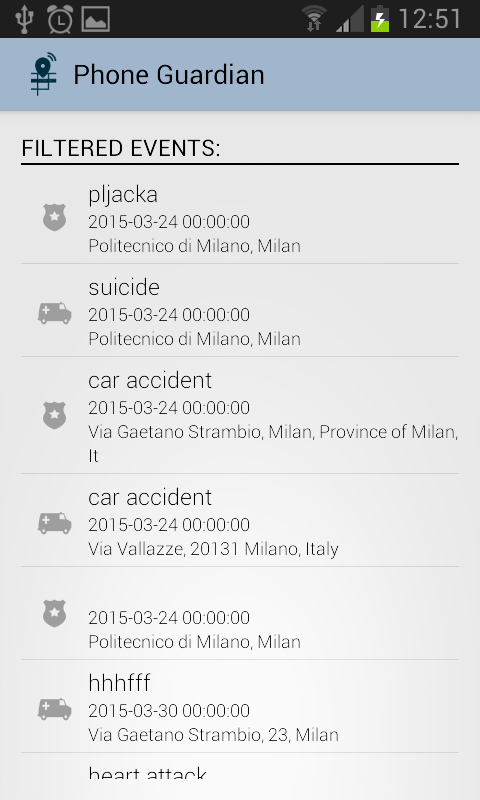 12:51
Phone Guardian
FILTERED EVENTS:
pljacka
2015-03-24 00:00:00
Politecnico di Milano, Milan
suicide
2015-03-24 00:00:00
Politecnico di Milano, Milan
car accident
2015-03-24 00:00:00
Via Gaetano Strambio, Milan, Province of Milan,
It
car accident
2015-03-24 00:00:00
Via Vallazze, 20131 Milano, Italy
2015-03-24 00:00:00
Politecnico di Milano, Milan
hhhfff
2015-03-30 00:00:00
Via Gaetano Strambio, 23, Milan
heart attack